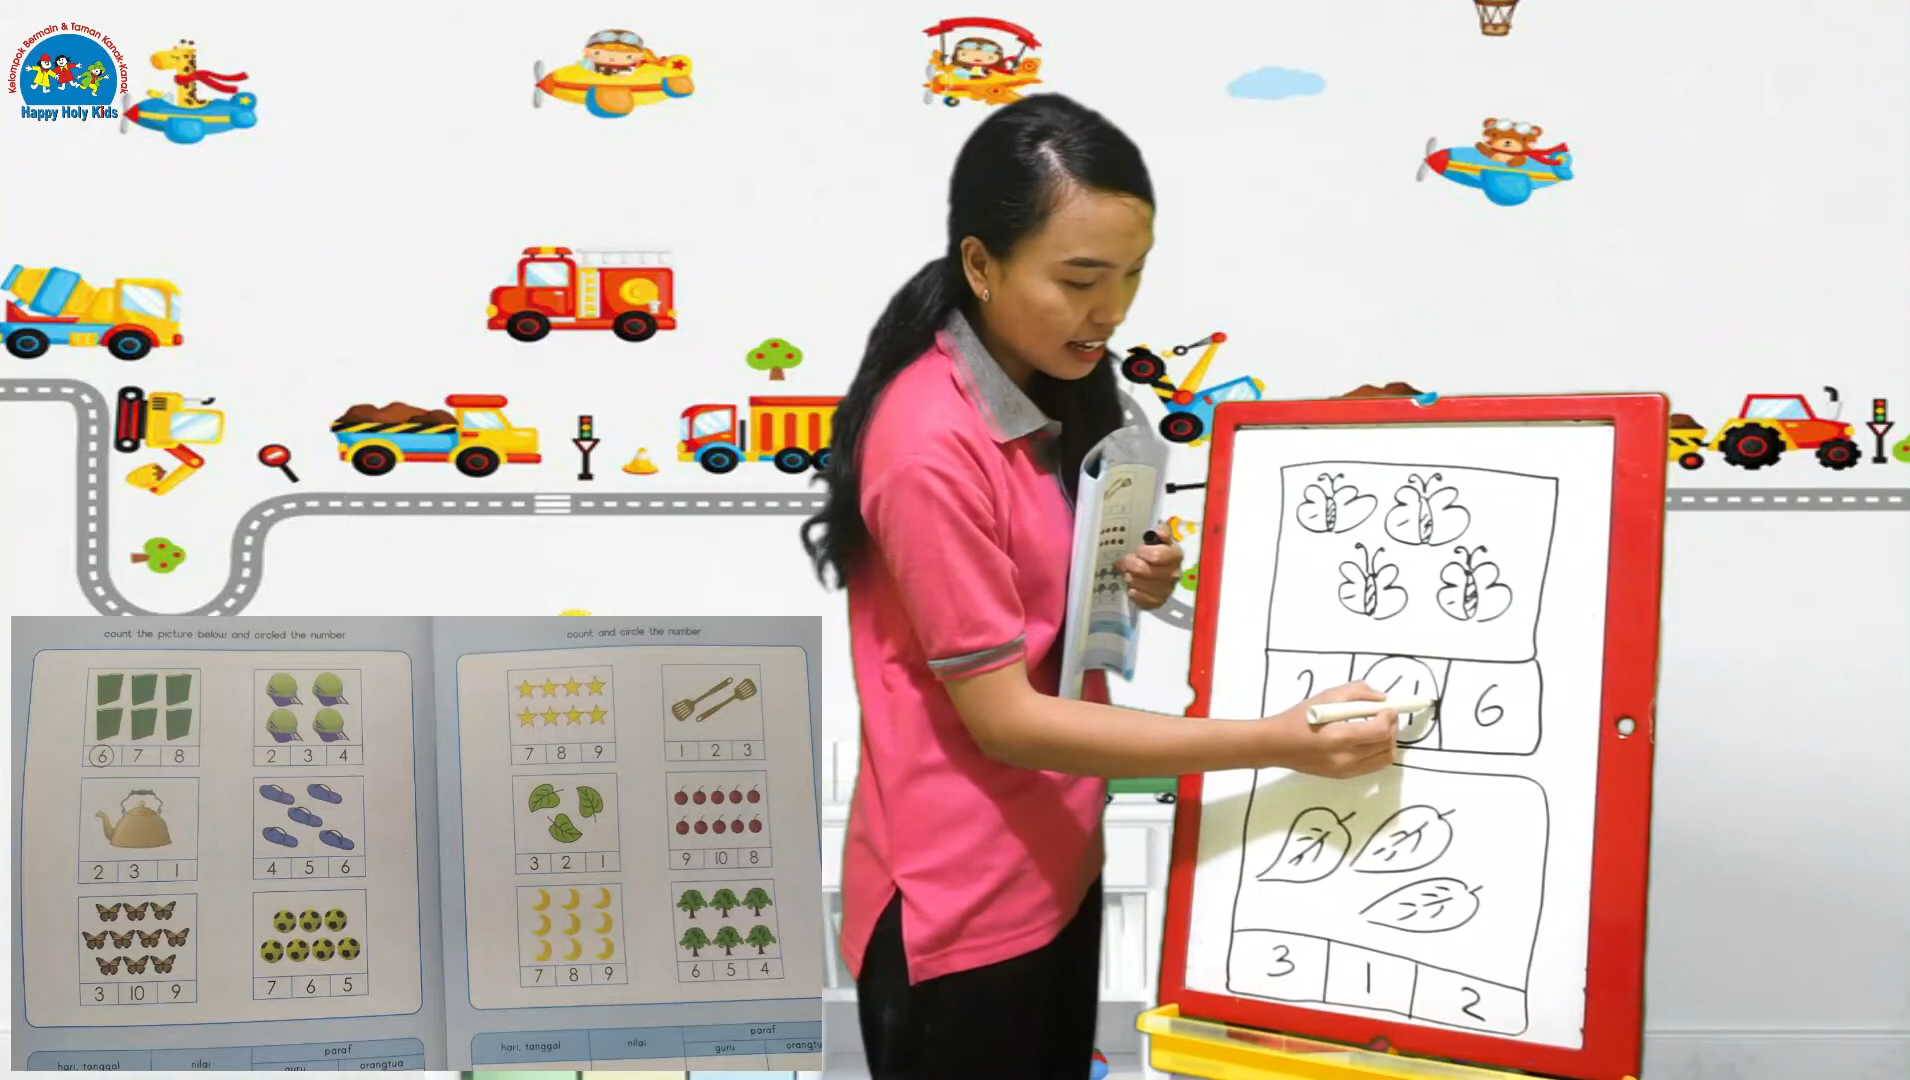 Kelompok Bermain & Taman Kanak-Kanak
Happy Holy Kids
count the picture below and circled the number
6 7 8
2 3 4
2 3 1
4 5 6
3 10 9
7 6 5
hari, tanggal
nilai
paraf
guru
orangtua
count and circle the number
7 8 9
1 2 3
3 2 1
9 10 8
7 8 9
6 5 4
hari, tanggal
nilai
paraf
guru
2 4 6
3 1 2